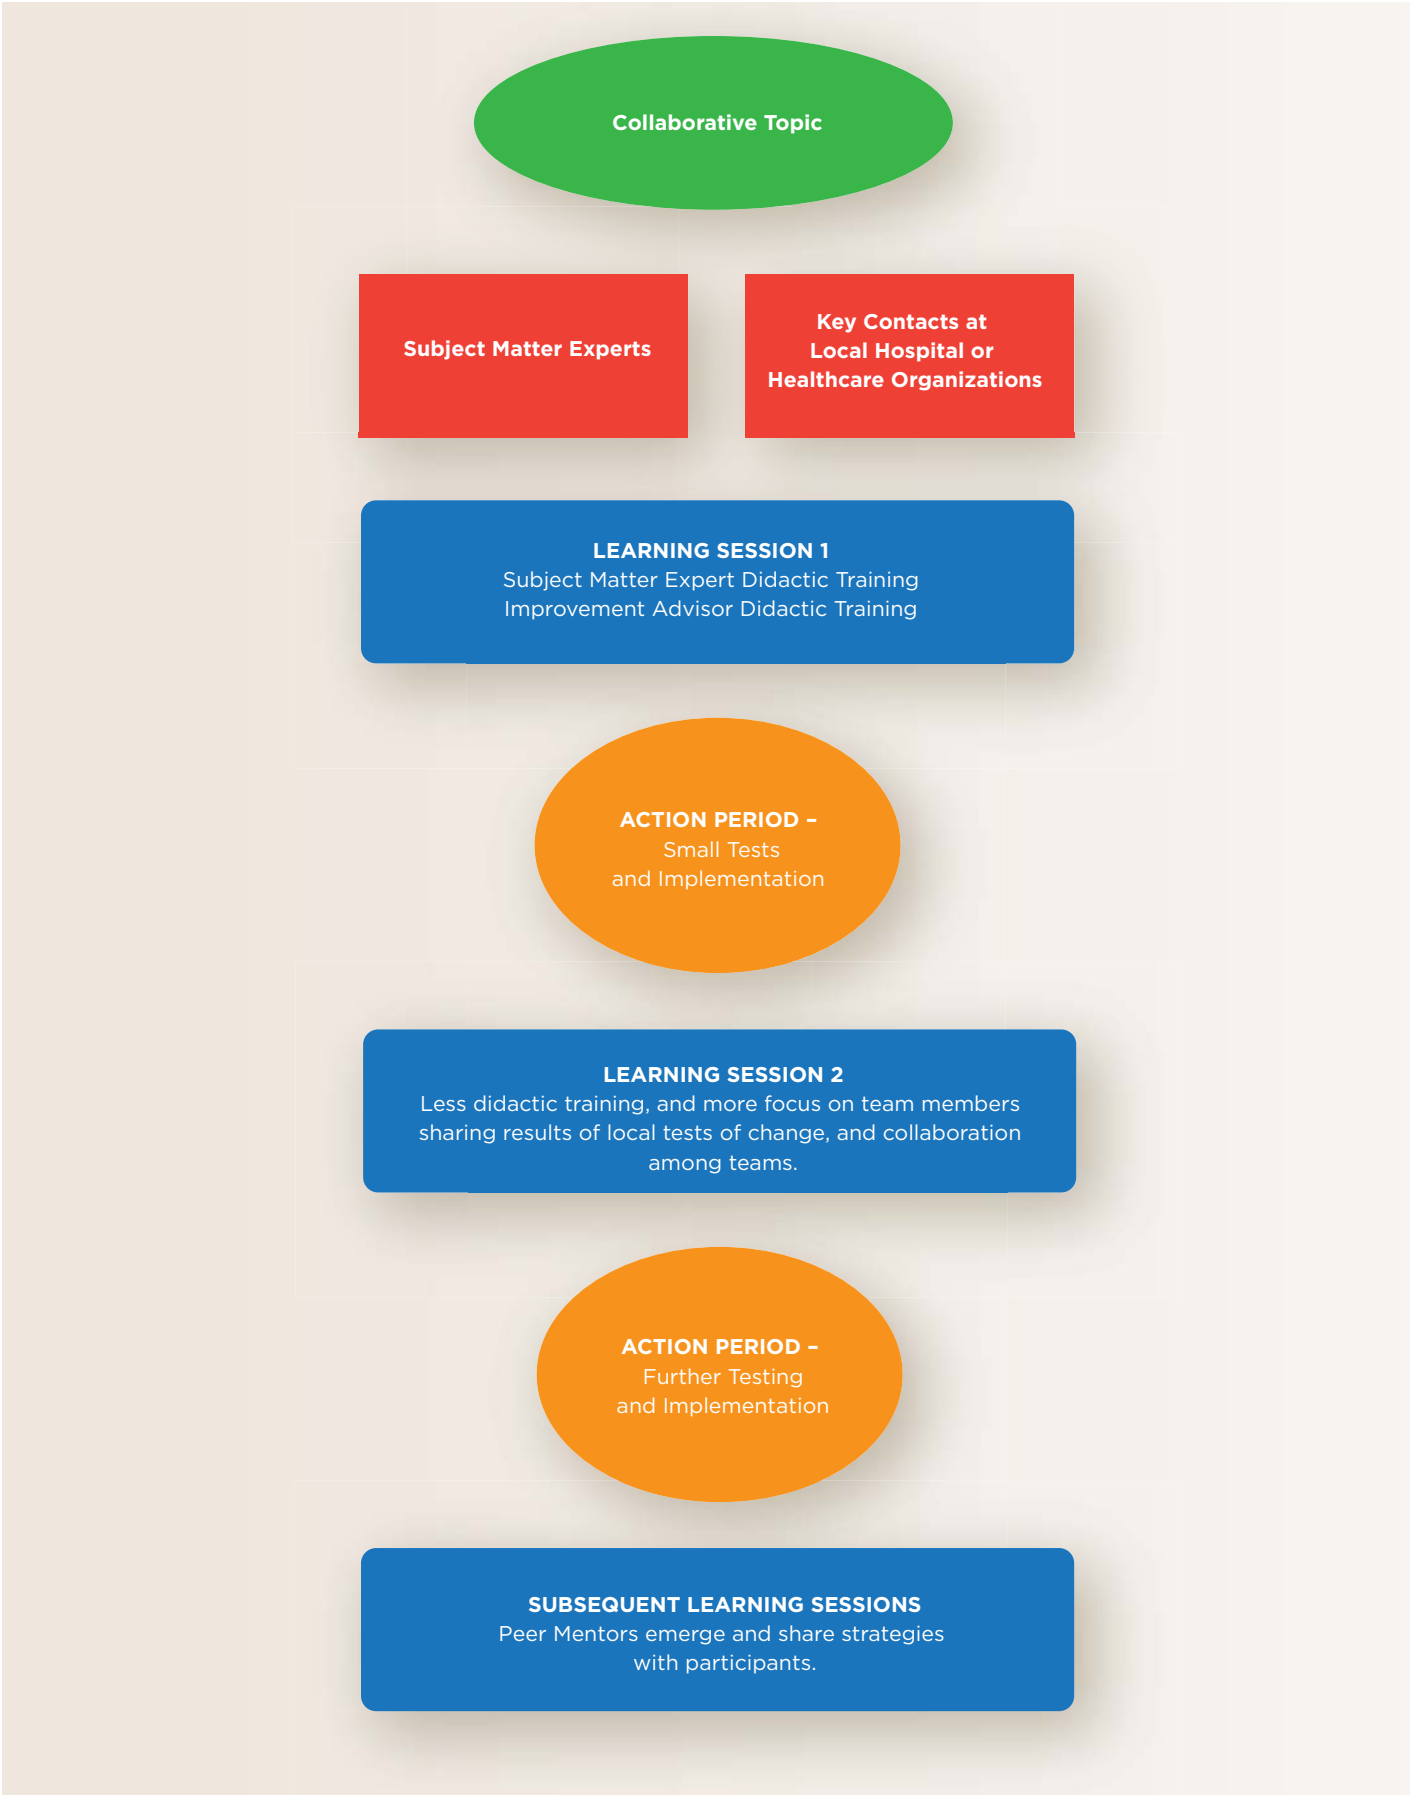 Collaborative Topic
Subject Matter Experts
Key Contacts at
Local Hospital or
Healthcare Organizations
LEARNING SESSION 1
Subject Matter Expert Didactic Training
Improvement Advisor Didactic Training
ACTION PERIOD –
Small Tests
and Implementation
LEARNING SESSION 2
Less didactic training, and more focus on team members
sharing results of local tests of change, and collaboration
among teams.
ACTION PERIOD –
Further Testing
and Implementation
SUBSEQUENT LEARNING SESSIONS
Peer Mentors emerge and share strategies
with participants.